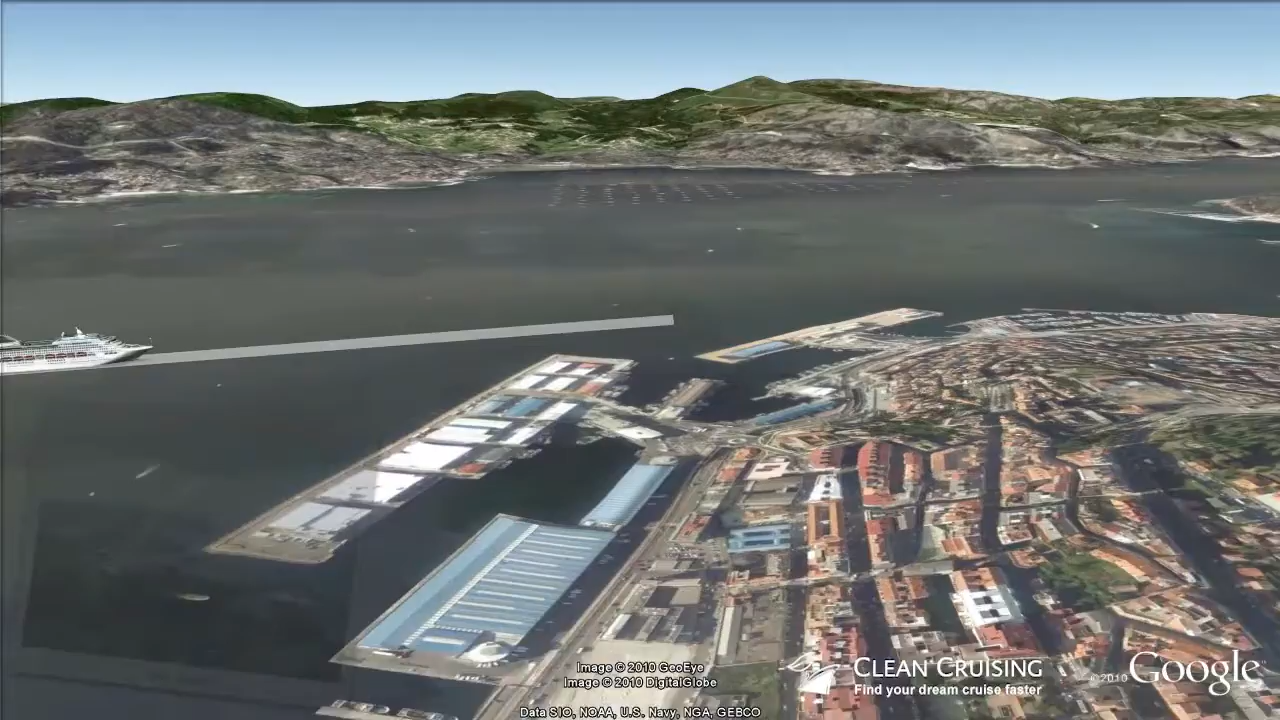 Image © 2010 GeoEye
Image © 2010 DigitalGlobe
Data SIO, NOAA, U.S. Navy, NGA, GEBCO
CLEAN CRUISING
Find your dream cruise faster
© 2010 Google